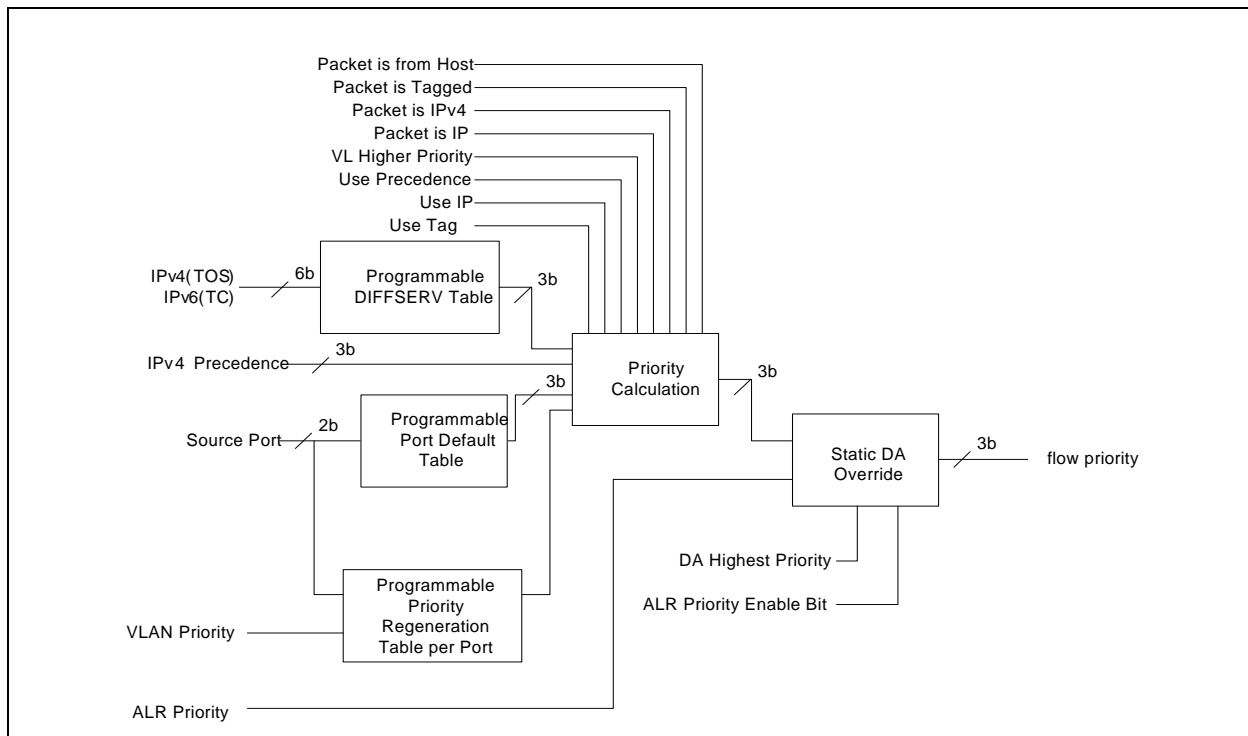 Packet is from Host
Packet is Tagged
Packet is IPv4
Packet is IP
VL Higher Priority
Use Precedence
Use IP
Use Tag
IPv4(TOS)
IPv6(TC)
6b
Programmable
DIFFSERV Table
3b
IPv4 Precedence
3b
Priority
Calculation
3b
3b
Source Port
2b
Programmable
Port Default
Table
Static DA
Override
3b
flow priority
DA Highest Priority
ALR Priority Enable Bit
Programmable
Priority
Regeneration
Table per Port
VLAN Priority
ALR Priority